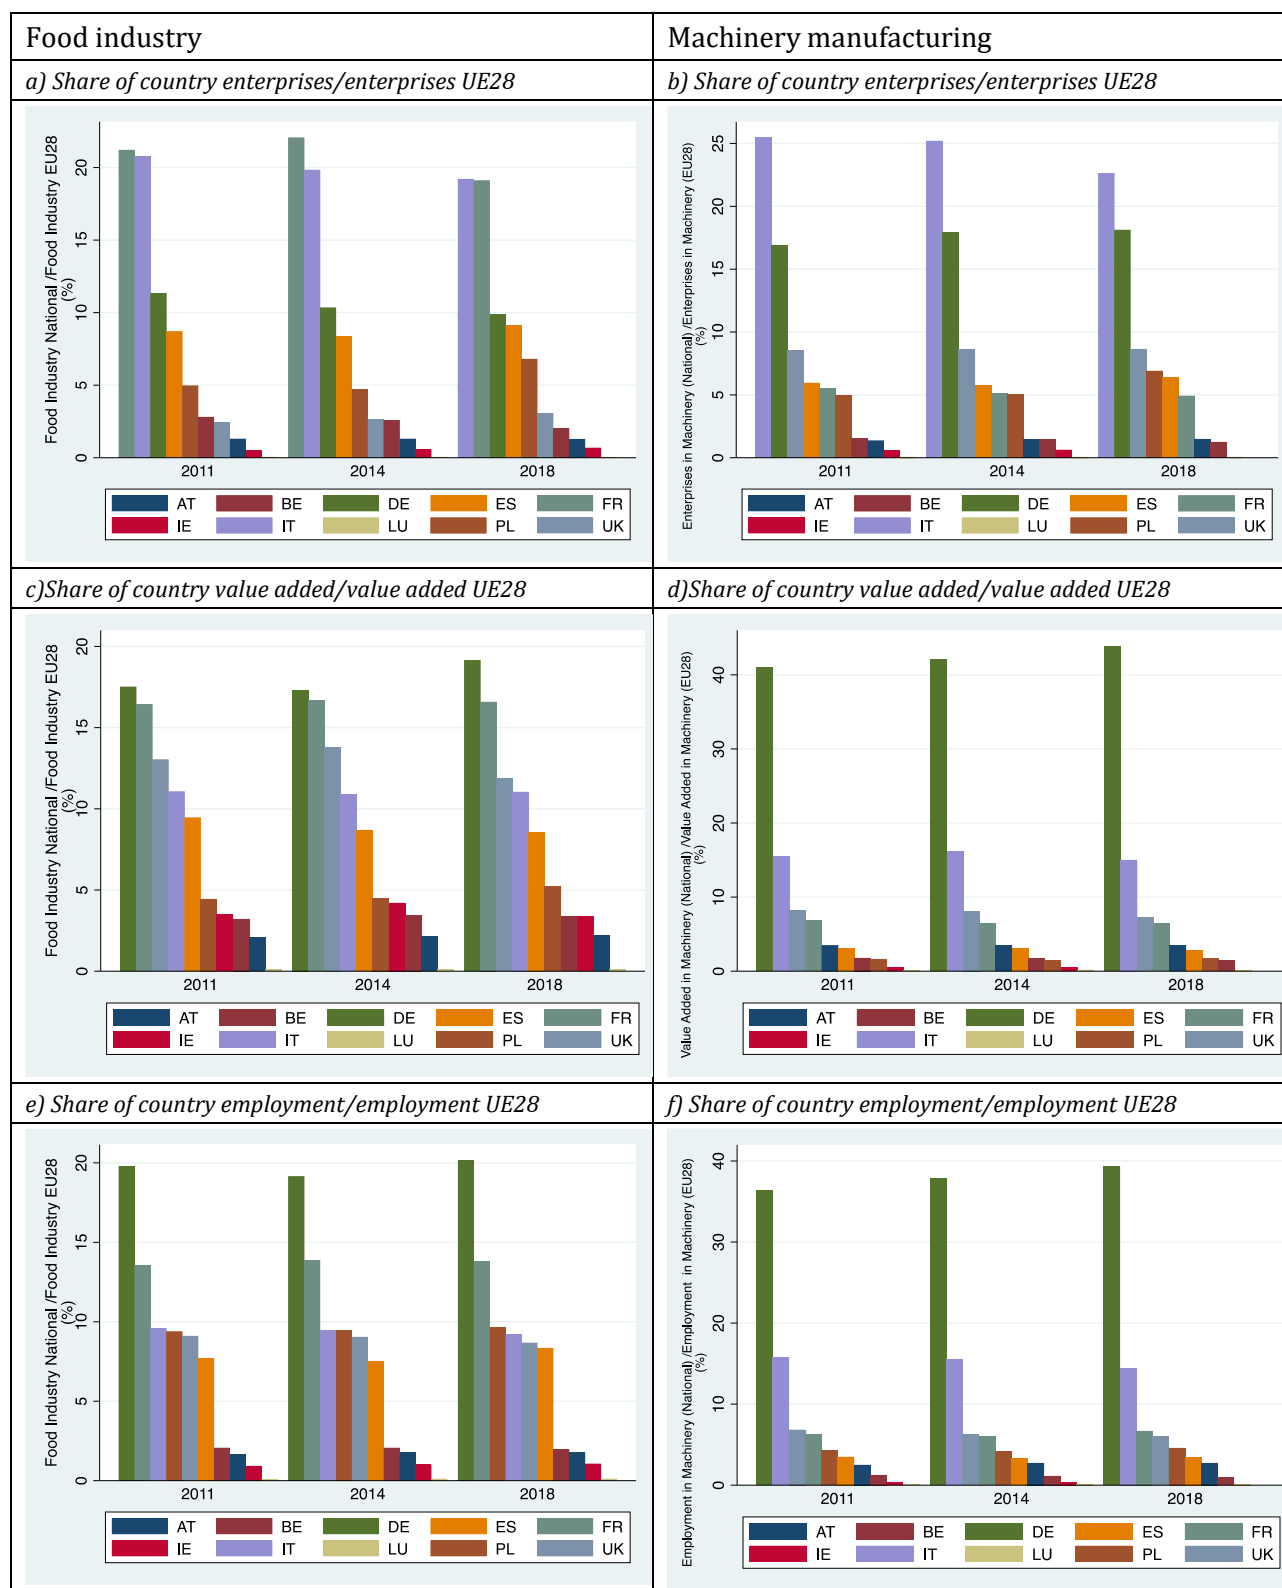 Food industry
Machinery manufacturing
a) Share of country enterprises/enterprises UE28
b) Share of country enterprises/enterprises UE28
Food Industry National /Food Industry EU28
(%)
20
15
10
5
0
2011 2014 2018
AT BE DE ES FR
IE IT LU PL UK
Enterprises in Machinery (National) /Enterprises in Machinery (EU28)
(%)
25
20
15
10
5
0
2011 2014 2018
AT BE DE ES FR
IE IT LU PL UK
c)Share of country value added/value added UE28
d)Share of country value added/value added UE28
Food Industry National /Food Industry EU28
(%)
20
15
10
5
0
2011 2014 2018
AT BE DE ES FR
IE IT LU PL UK
Value Added in Machinery (National) /Value Added in Machinery (EU28)
(%)
40
30
20
10
0
2011 2014 2018
AT BE DE ES FR
IE IT LU PL UK
e) Share of country employment/employment UE28
f) Share of country employment/employment UE28
Food Industry National /Food Industry EU28
(%)
20
15
10
5
0
2011 2014 2018
AT BE DE ES FR
IE IT LU PL UK
Employment in Machinery (National) /Employment in Machinery (EU28)
(%)
40
30
20
10
0
2011 2014 2018
AT BE DE ES FR
IE IT LU PL UK